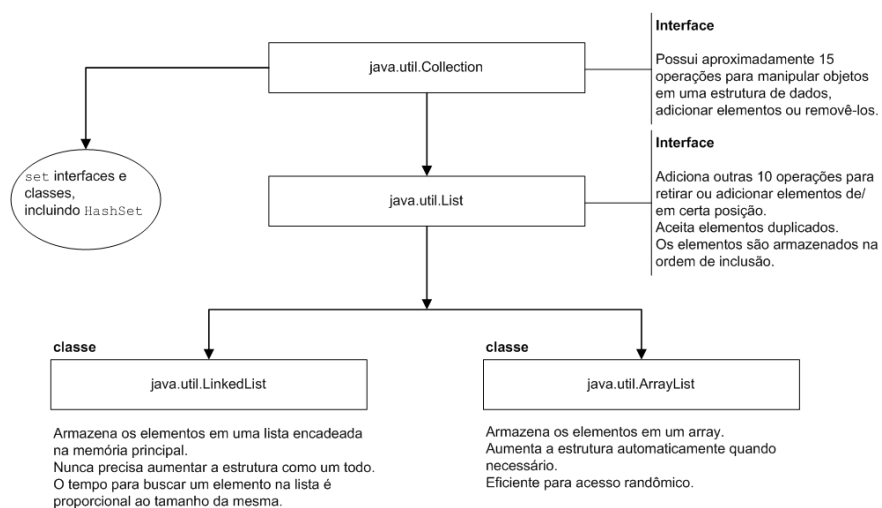 Interface
Possui aproximadamente 15
operações para manipular objetos
em uma estrutura de dados,
adicionar elementos ou removê-los.
java.util.Collection
set interfaces e
classes,
incluindo HashSet
Interface
Adiciona outras 10 operações para
retirar ou adicionar elementos de/
em certa posição.
Aceita elementos duplicados.
Os elementos são armazenados na
ordem de inclusão.
java.util.List
classe
java.util.LinkedList
Armazena os elementos em uma lista encadeada
na memória principal.
Nunca precisa aumentar a estrutura como um todo.
O tempo para buscar um elemento na lista é
proporcional ao tamanho da mesma.
classe
java.util.ArrayList
Armazena os elementos em um array.
Aumenta a estrutura automaticamente quando
necessário.
Eficiente para acesso randômico.